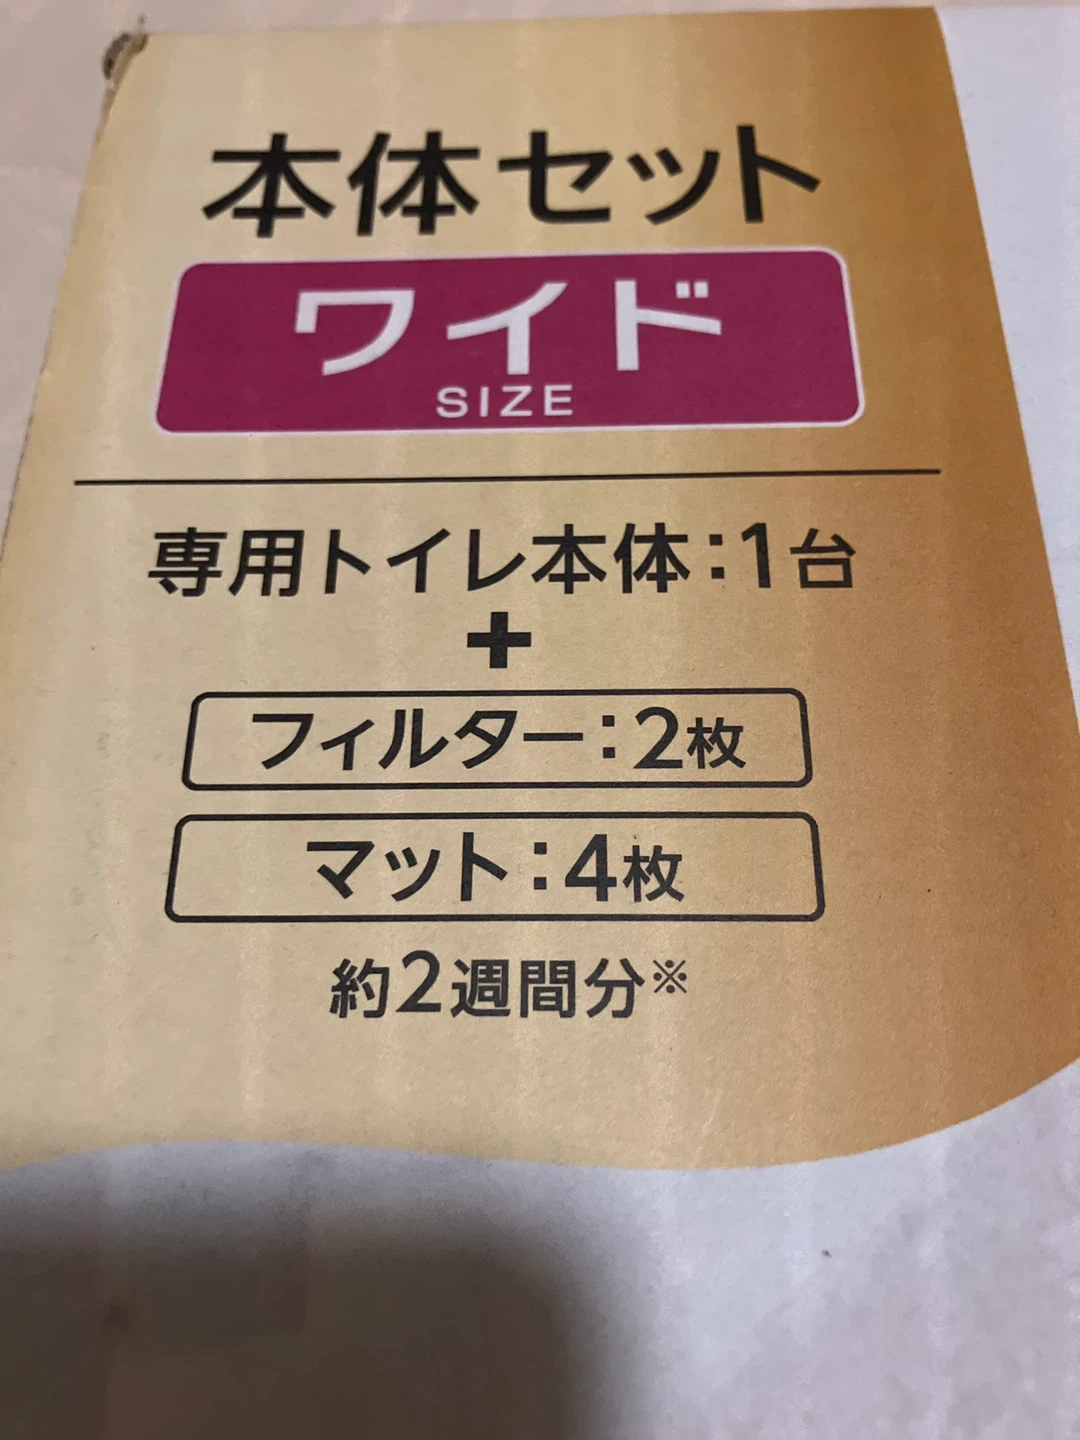 本体セット
ワイド
SIZE
専用トイレ本体:1台
+
フィルター:2枚
マット:4枚
約2週間分※